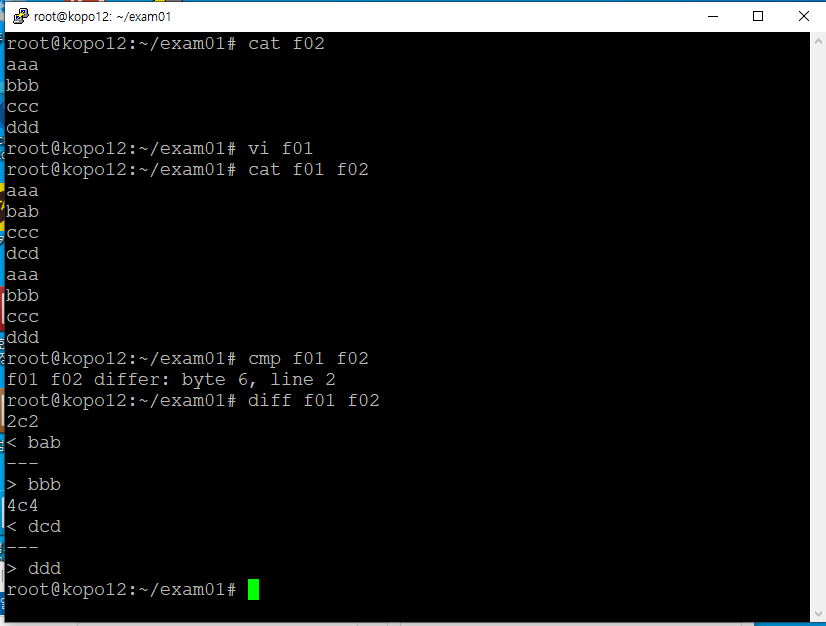 root@kopo12: ~/exam01
root@kopo12:~/exam01# cat f02
aaa
bbb
ccc
ddd
root@kopo12:~/exam01# vi f01
root@kopo12:~/exam01# cat f01 f02
aaa
bab
ccc
dcd
aaa
bbb
ccc
ddd
root@kopo12:~/exam01# cmp f01 f02
f01 f02 differ: byte 6, line 2
root@kopo12:~/exam01# diff f01 f02
2c2
< bab
---
> bbb
4c4
< dcd
---
> ddd
root@kopo12:~/exam01#